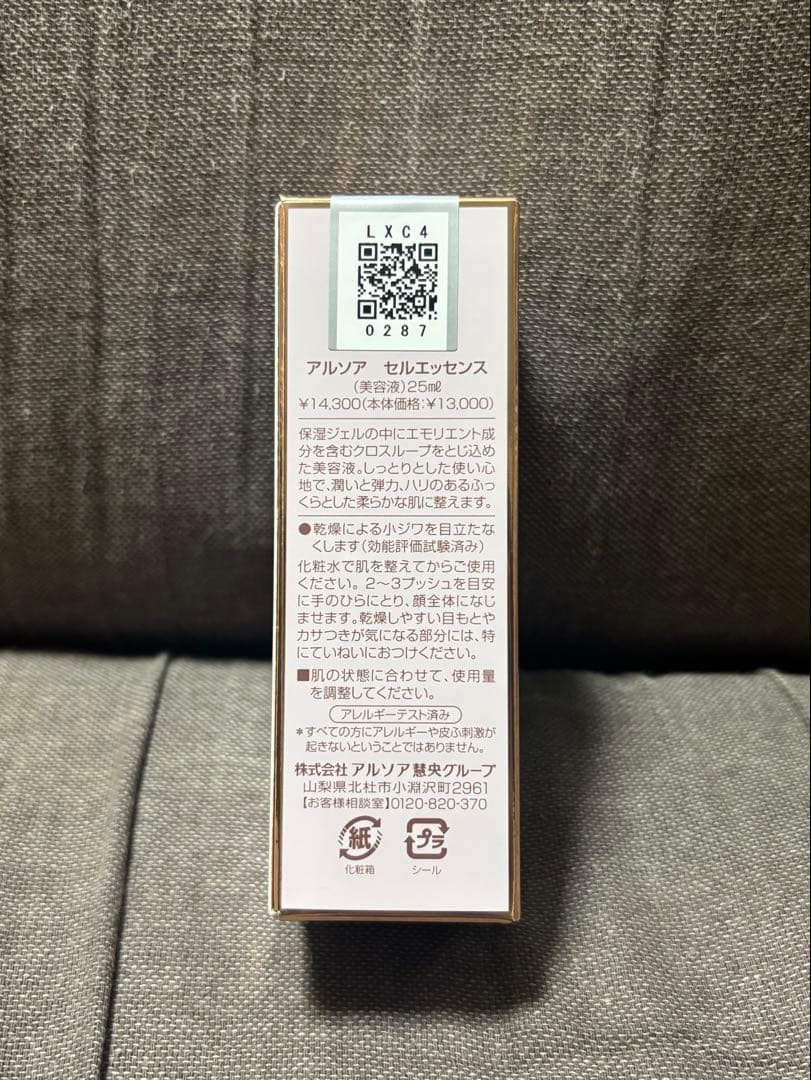 LXC4
0287
アルソア　セルエッセンス
(美容液)25㎖
¥14,300(本体価格:¥13,000)
保湿ジェルの中にエモリエント成
分を含むクロスループをとじ込め
た美容液。しっとりとした使い心
地で、潤いと弾力、ハリのあるふっ
くらとした柔らかな肌に整えます。
●乾燥による小ジワを目立たな
くします(効能評価試験済み)
化粧水で肌を整えてからご使用
ください。2〜3プッシュを目安
に手のひらにとり、顔全体になじ
ませます。乾燥しやすい目もとや
カサつきが気になる部分には、特
にていねいにおつけください。
■肌の状態に合わせて、使用量
を調整してください。
アレルギーテスト済み
*すべての方にアレルギーや皮ふ刺激が
起きないということではありません。
株式会社 アルソア慧央グループ
山梨県北杜市小淵沢町2961
【お客様相談室】0120-820-370
紙
プラ
化粧箱
シール